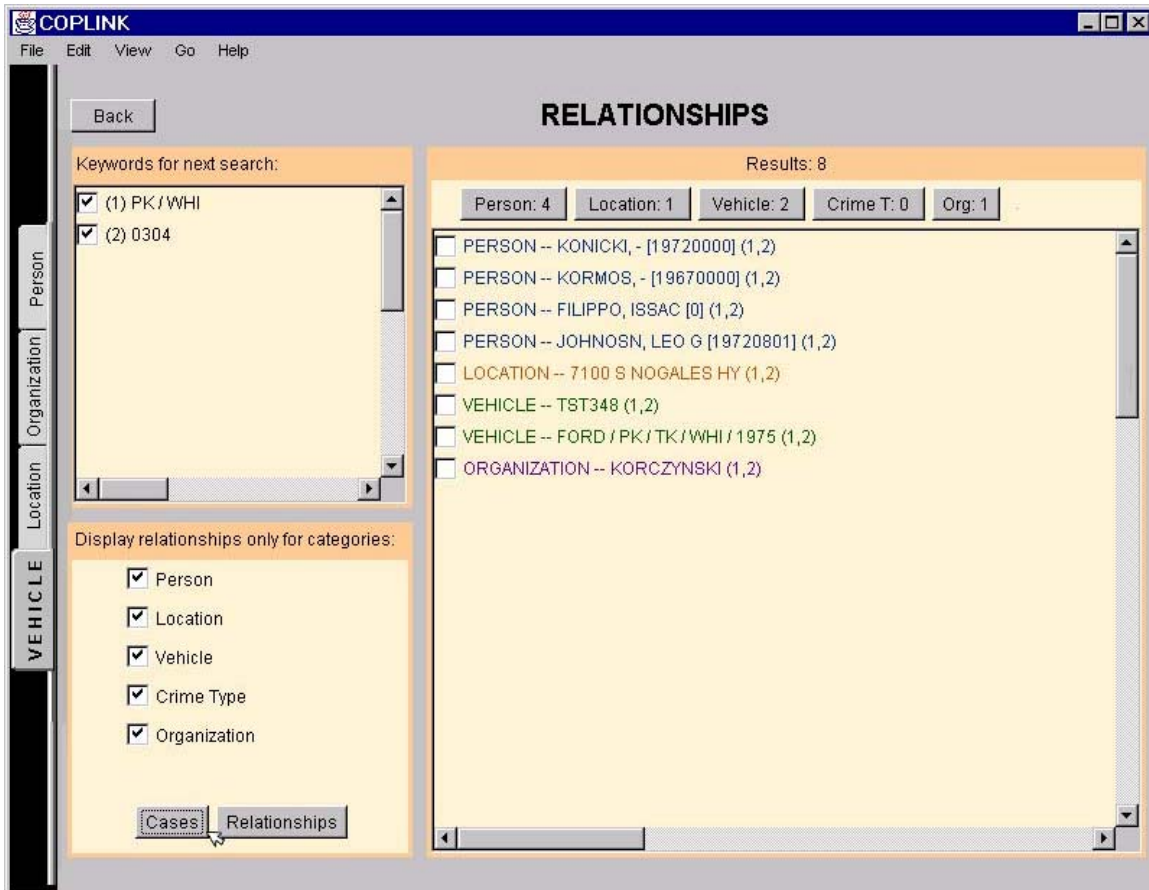 COPLINK
File Edit View Go Help
Back
RELATIONSHIPS
Keywords for next search:
(1) PK / WHI
(2) 0304
Results: 8
Person: 4 Location: 1 Vehicle: 2 Crime T: 0 Org: 1
PERSON -- KONICKI, - [19720000] (1,2)
PERSON -- KORMOS, - [19670000] (1,2)
PERSON -- FILIPPO, ISSAC [0] (1,2)
PERSON -- JOHNOSN, LEO G [19720801] (1,2)
LOCATION -- 7100 S NOGALES HY (1,2)
VEHICLE -- TST348 (1,2)
VEHICLE -- FORD / PK / TK / WHI / 1975 (1,2)
ORGANIZATION -- KORCZYNSKI (1,2)
Person
Organization
Location
VEHICLE
Display relationships only for categories:
Person
Location
Vehicle
Crime Type
Organization
Cases Relationships